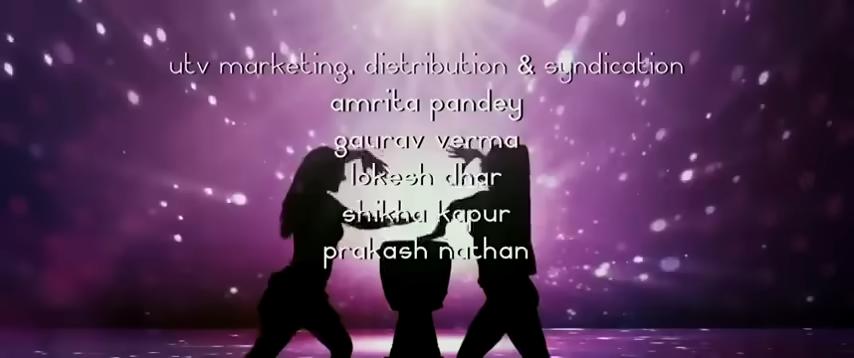 utv marketing, distribution & syndication
amrita pandey
gaurav verma
lokesh dhar
shikha kapur
prakash nathan